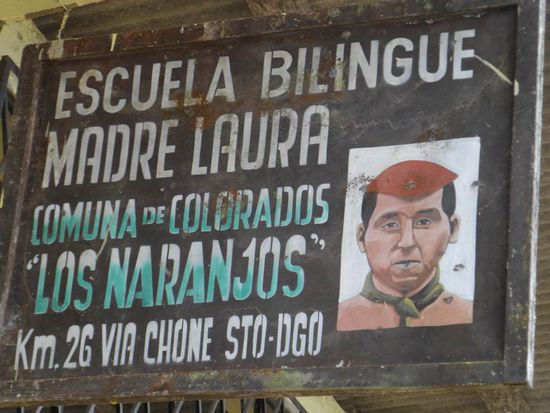 ESCUELA BILINGUE
MADRE LAURA
COMUNA DE COLORADOS
"LOS NARANJOS"
Km. 26 VIA CHONE STO-DGO